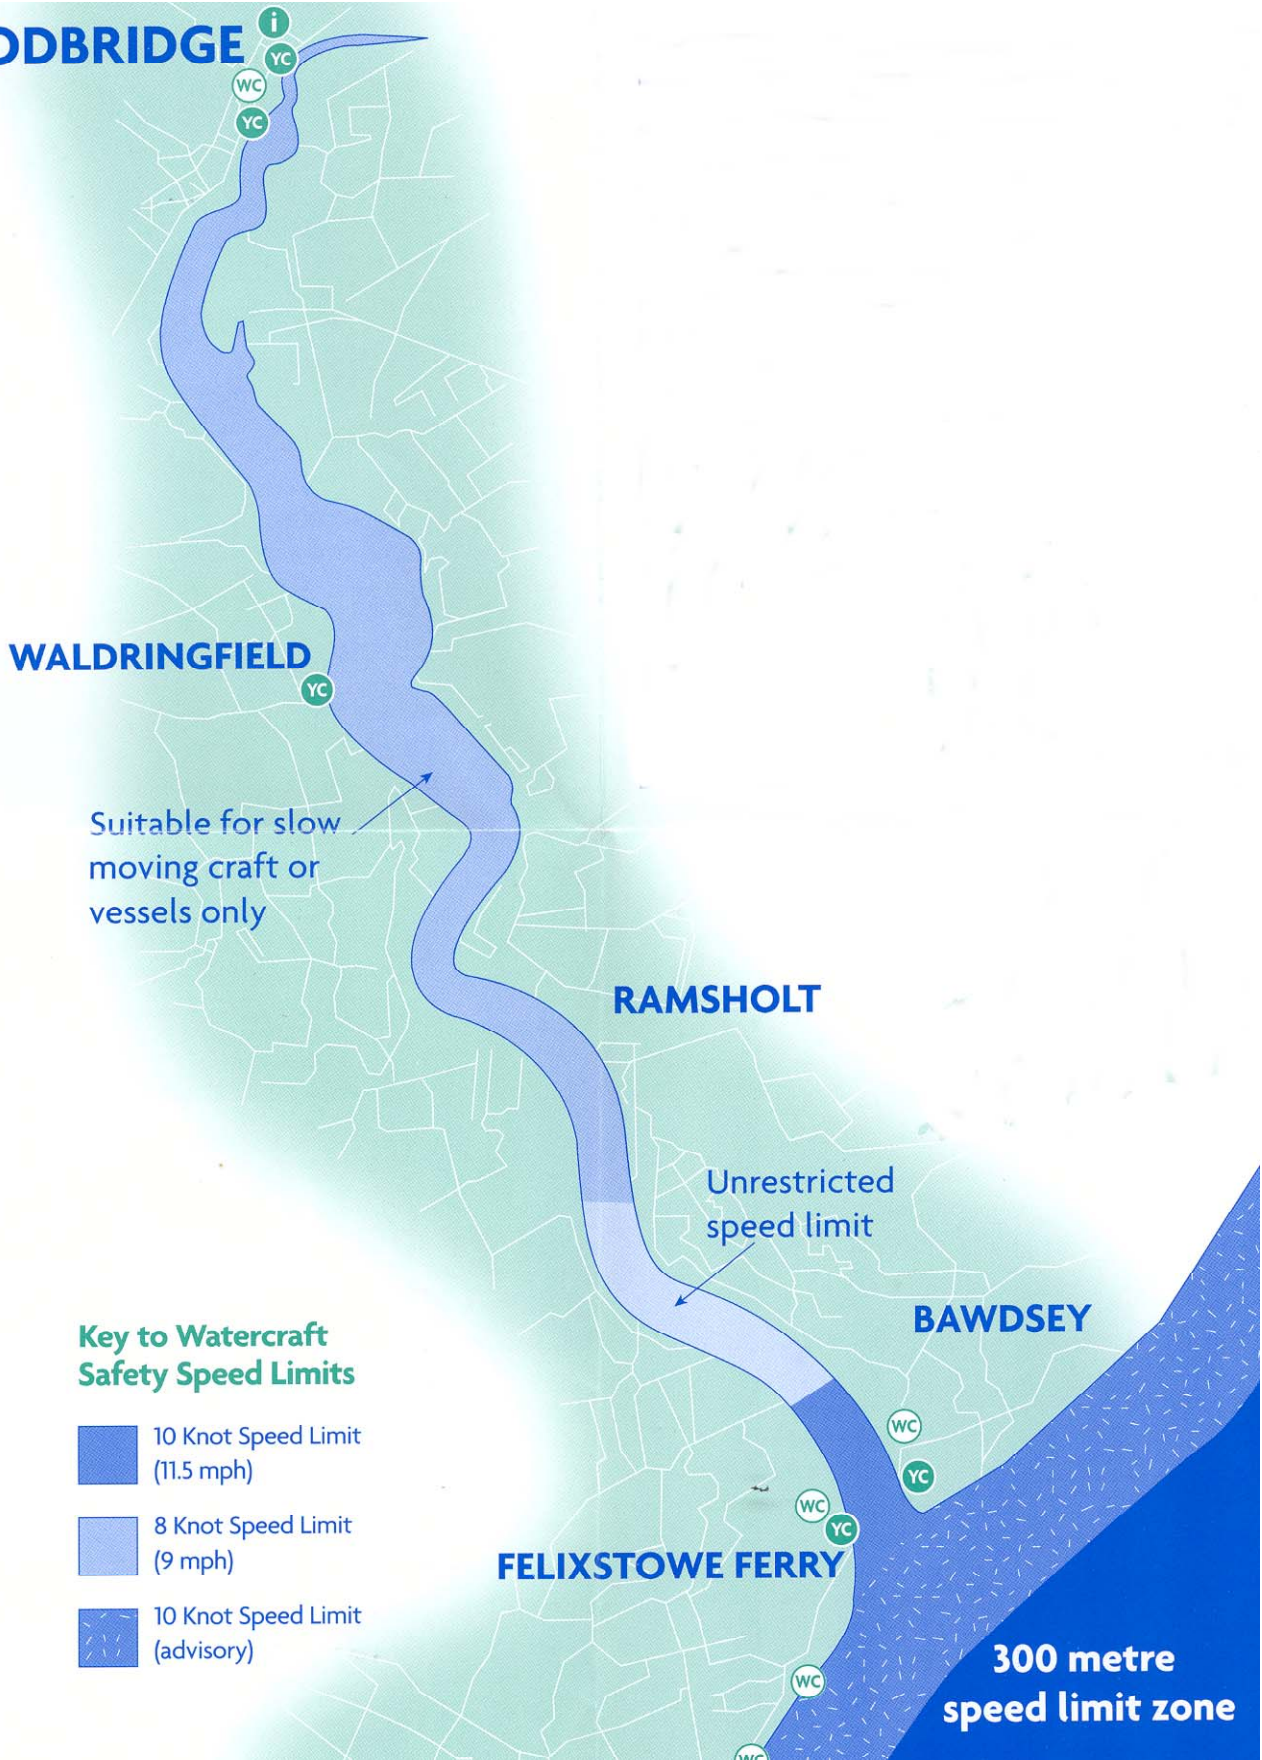 ODBRIDGE
i
YC
WC
YC
WALDRINGFIELD
YC
Suitable for slow
moving craft or
vessels only
RAMSHOLT
Unrestricted
speed limit
BAWDSEY
Key to Watercraft
Safety Speed Limits
10 Knot Speed Limit
(11.5 mph)
8 Knot Speed Limit
(9 mph)
10 Knot Speed Limit
(advisory)
WC
YC
WC
YC
FELIXSTOWE FERRY
WC
WC
300 metre
speed limit zone